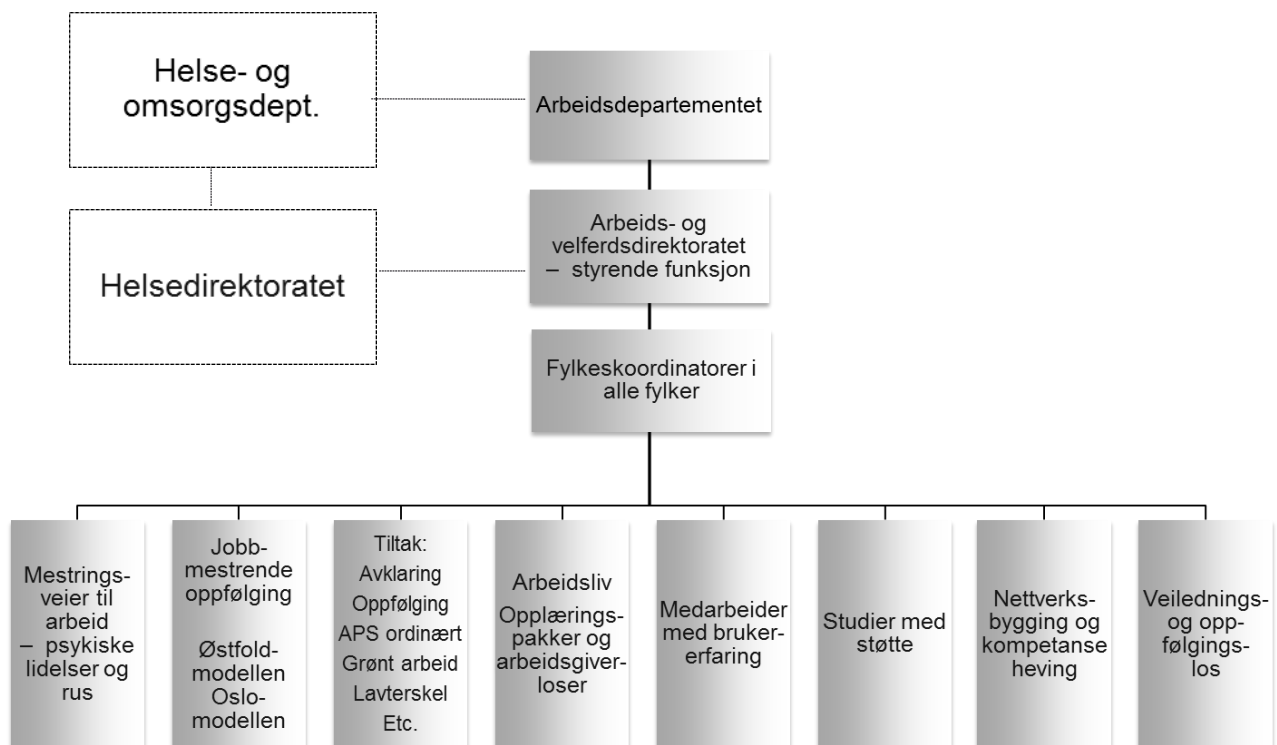 Helse- og
omsorgsdept.
Arbeidsdepartementet
Helsedirektoratet
Arbeids- og
velferdsdirektoratet
– styrende funksjon
Fylkeskoordinatorer i
alle fylker
Mestrings-
veier til
arbeid
– psykiske
lidelser og
rus
Jobb-
mestrende
oppfølging
Østfold-
modellen
Oslo-
modellen
Tiltak:
Avklaring
Oppfølging
APS ordinært
Grønt arbeid
Lavterskel
Etc.
Arbeidsliv
Opplærings-
pakker og
arbeidsgiver-
loser
Medarbeider
med bruker-
erfaring
Studier med
støtte
Nettverks-
bygging og
kompetanse
heving
Veilednings-
og opp-
følgings-
los